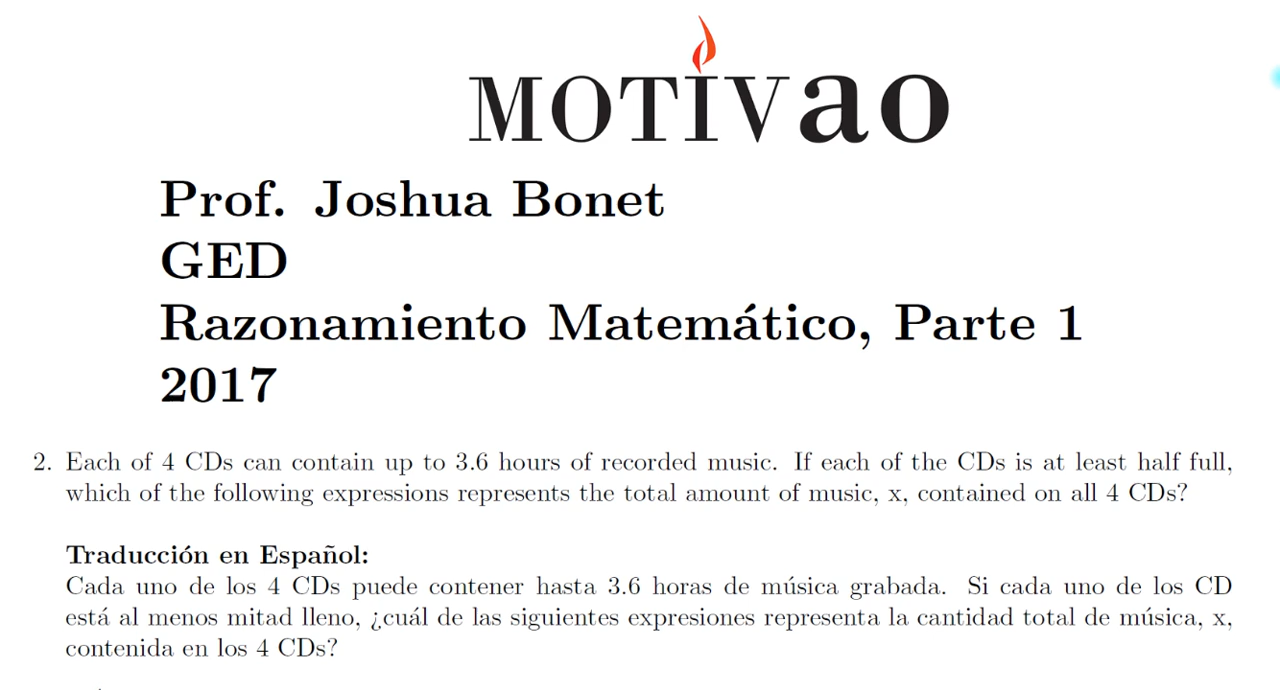 MOTIVao
Prof. Joshua Bonet
GED
Razonamiento Matemático, Parte 1
2017
2. Each of 4 CDs can contain up to 3.6 hours of recorded music. If each of the CDs is at least half full,
which of the following expressions represents the total amount of music, x, contained on all 4 CDs?
Traducción en Español:
Cada uno de los 4 CDs puede contener hasta 3.6 horas de música grabada. Si cada uno de los CD
está al menos mitad lleno, ¿cuál de las siguientes expresiones representa la cantidad total de música, x,
contenida en los 4 CDs?